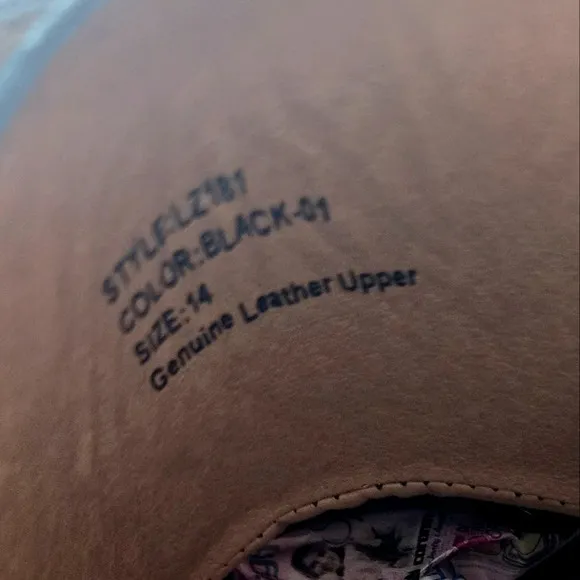 STYLE:LZ181
COLOR:BLACK-01
SIZE:14
Genuine Leather Upper